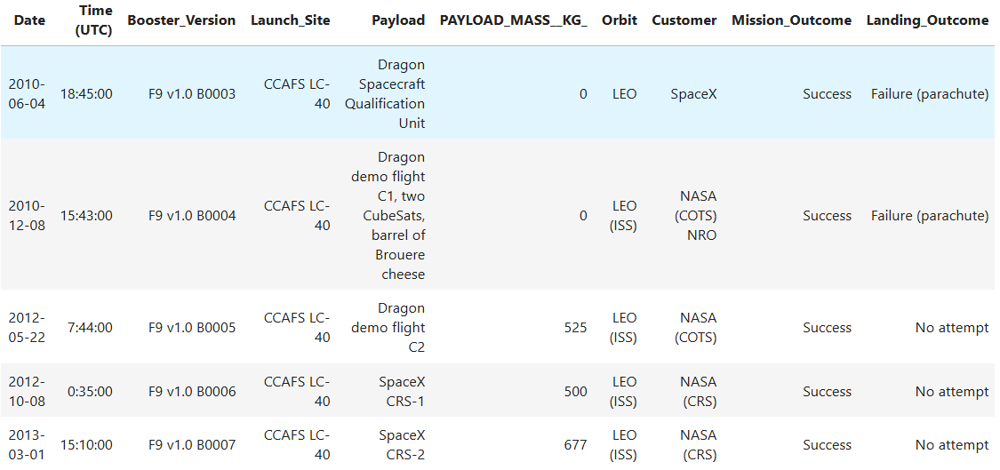 Date Time (UTC) Booster_Version Launch_Site Payload PAYLOAD_MASS__KG_ Orbit Customer Mission_Outcome Landing_Outcome
2010-06-04 18:45:00 F9 v1.0 B0003 CCAFS LC-40 Dragon Spacecraft Qualification Unit 0 LEO SpaceX Success Failure (parachute)
2010-12-08 15:43:00 F9 v1.0 B0004 CCAFS LC-40 Dragon demo flight C1, two CubeSats, barrel of Brouere cheese 0 LEO (ISS) NASA (COTS) NRO Success Failure (parachute)
2012-05-22 7:44:00 F9 v1.0 B0005 CCAFS LC-40 Dragon demo flight C2 525 LEO (ISS) NASA (COTS) Success No attempt
2012-10-08 0:35:00 F9 v1.0 B0006 CCAFS LC-40 SpaceX CRS-1 500 LEO (ISS) NASA (CRS) Success No attempt
2013-03-01 15:10:00 F9 v1.0 B0007 CCAFS LC-40 SpaceX CRS-2 677 LEO (ISS) NASA (CRS) Success No attempt